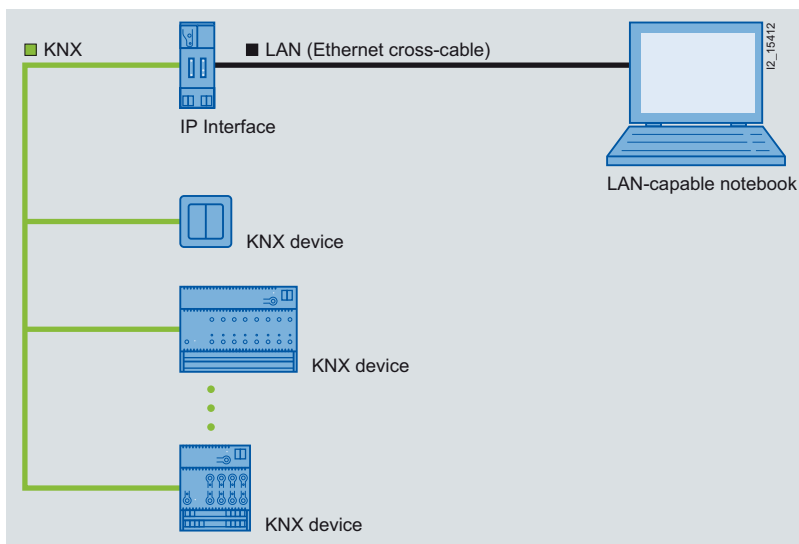 KNX
LAN (Ethernet cross-cable)
I2_15412
IP Interface
LAN-capable notebook
KNX device
KNX device
KNX device